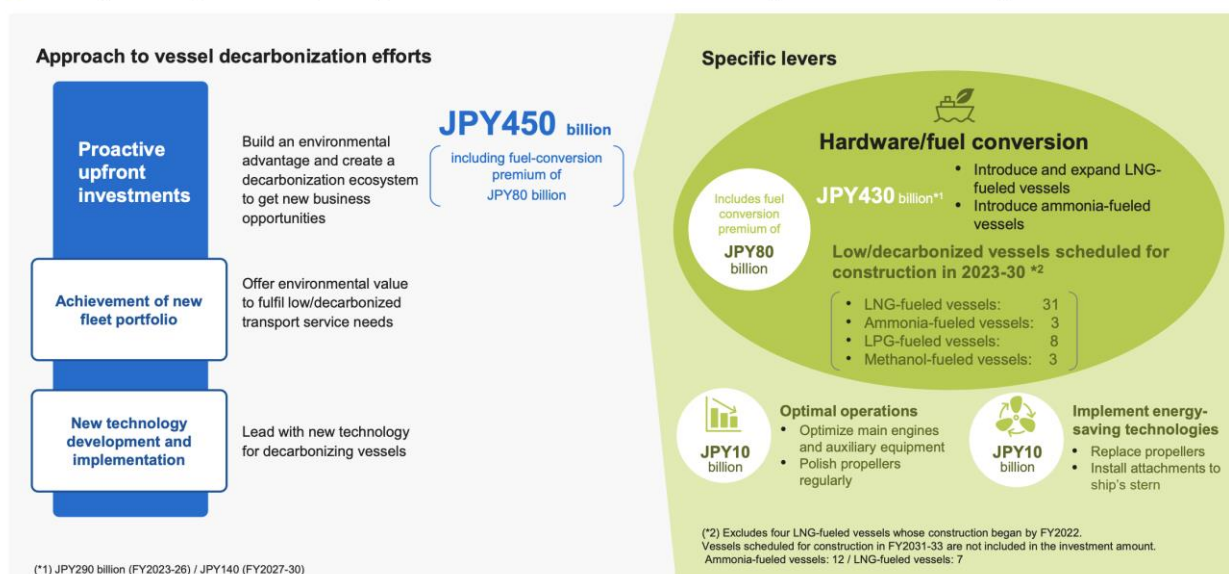 Approach to vessel decarbonization efforts
Proactive
upfront
investments
Build an environmental
advantage and create a
decarbonization ecosystem
to get new business
opportunities
JPY450 billion
including fuel-conversion
premium of
JPY80 billion
Achievement of new
fleet portfolio
Offer environmental value
to fulfil low/decarbonized
transport service needs
New technology
development and
implementation
Lead with new technology
for decarbonizing vessels
(*1) JPY290 billion (FY2023-26) / JPY140 (FY2027-30)
Specific levers
Hardware/fuel conversion
Includes fuel
conversion
premium of
JPY80
billion
JPY430 billion*1
• Introduce and expand LNG-
fueled vessels
• Introduce ammonia-fueled
vessels
Low/decarbonized vessels scheduled for
construction in 2023-30 *2
• LNG-fueled vessels: 31
• Ammonia-fueled vessels: 3
• LPG-fueled vessels: 8
• Methanol-fueled vessels: 3
JPY10
billion
Optimal operations
• Optimize main engines
and auxiliary equipment
• Polish propellers
regularly
JPY10
billion
Implement energy-
saving technologies
• Replace propellers
• Install attachments to
ship's stern
(*2) Excludes four LNG-fueled vessels whose construction began by FY2022.
Vessels scheduled for construction in FY2031-33 are not included in the investment amount.
Ammonia-fueled vessels: 12 / LNG-fueled vessels: 7